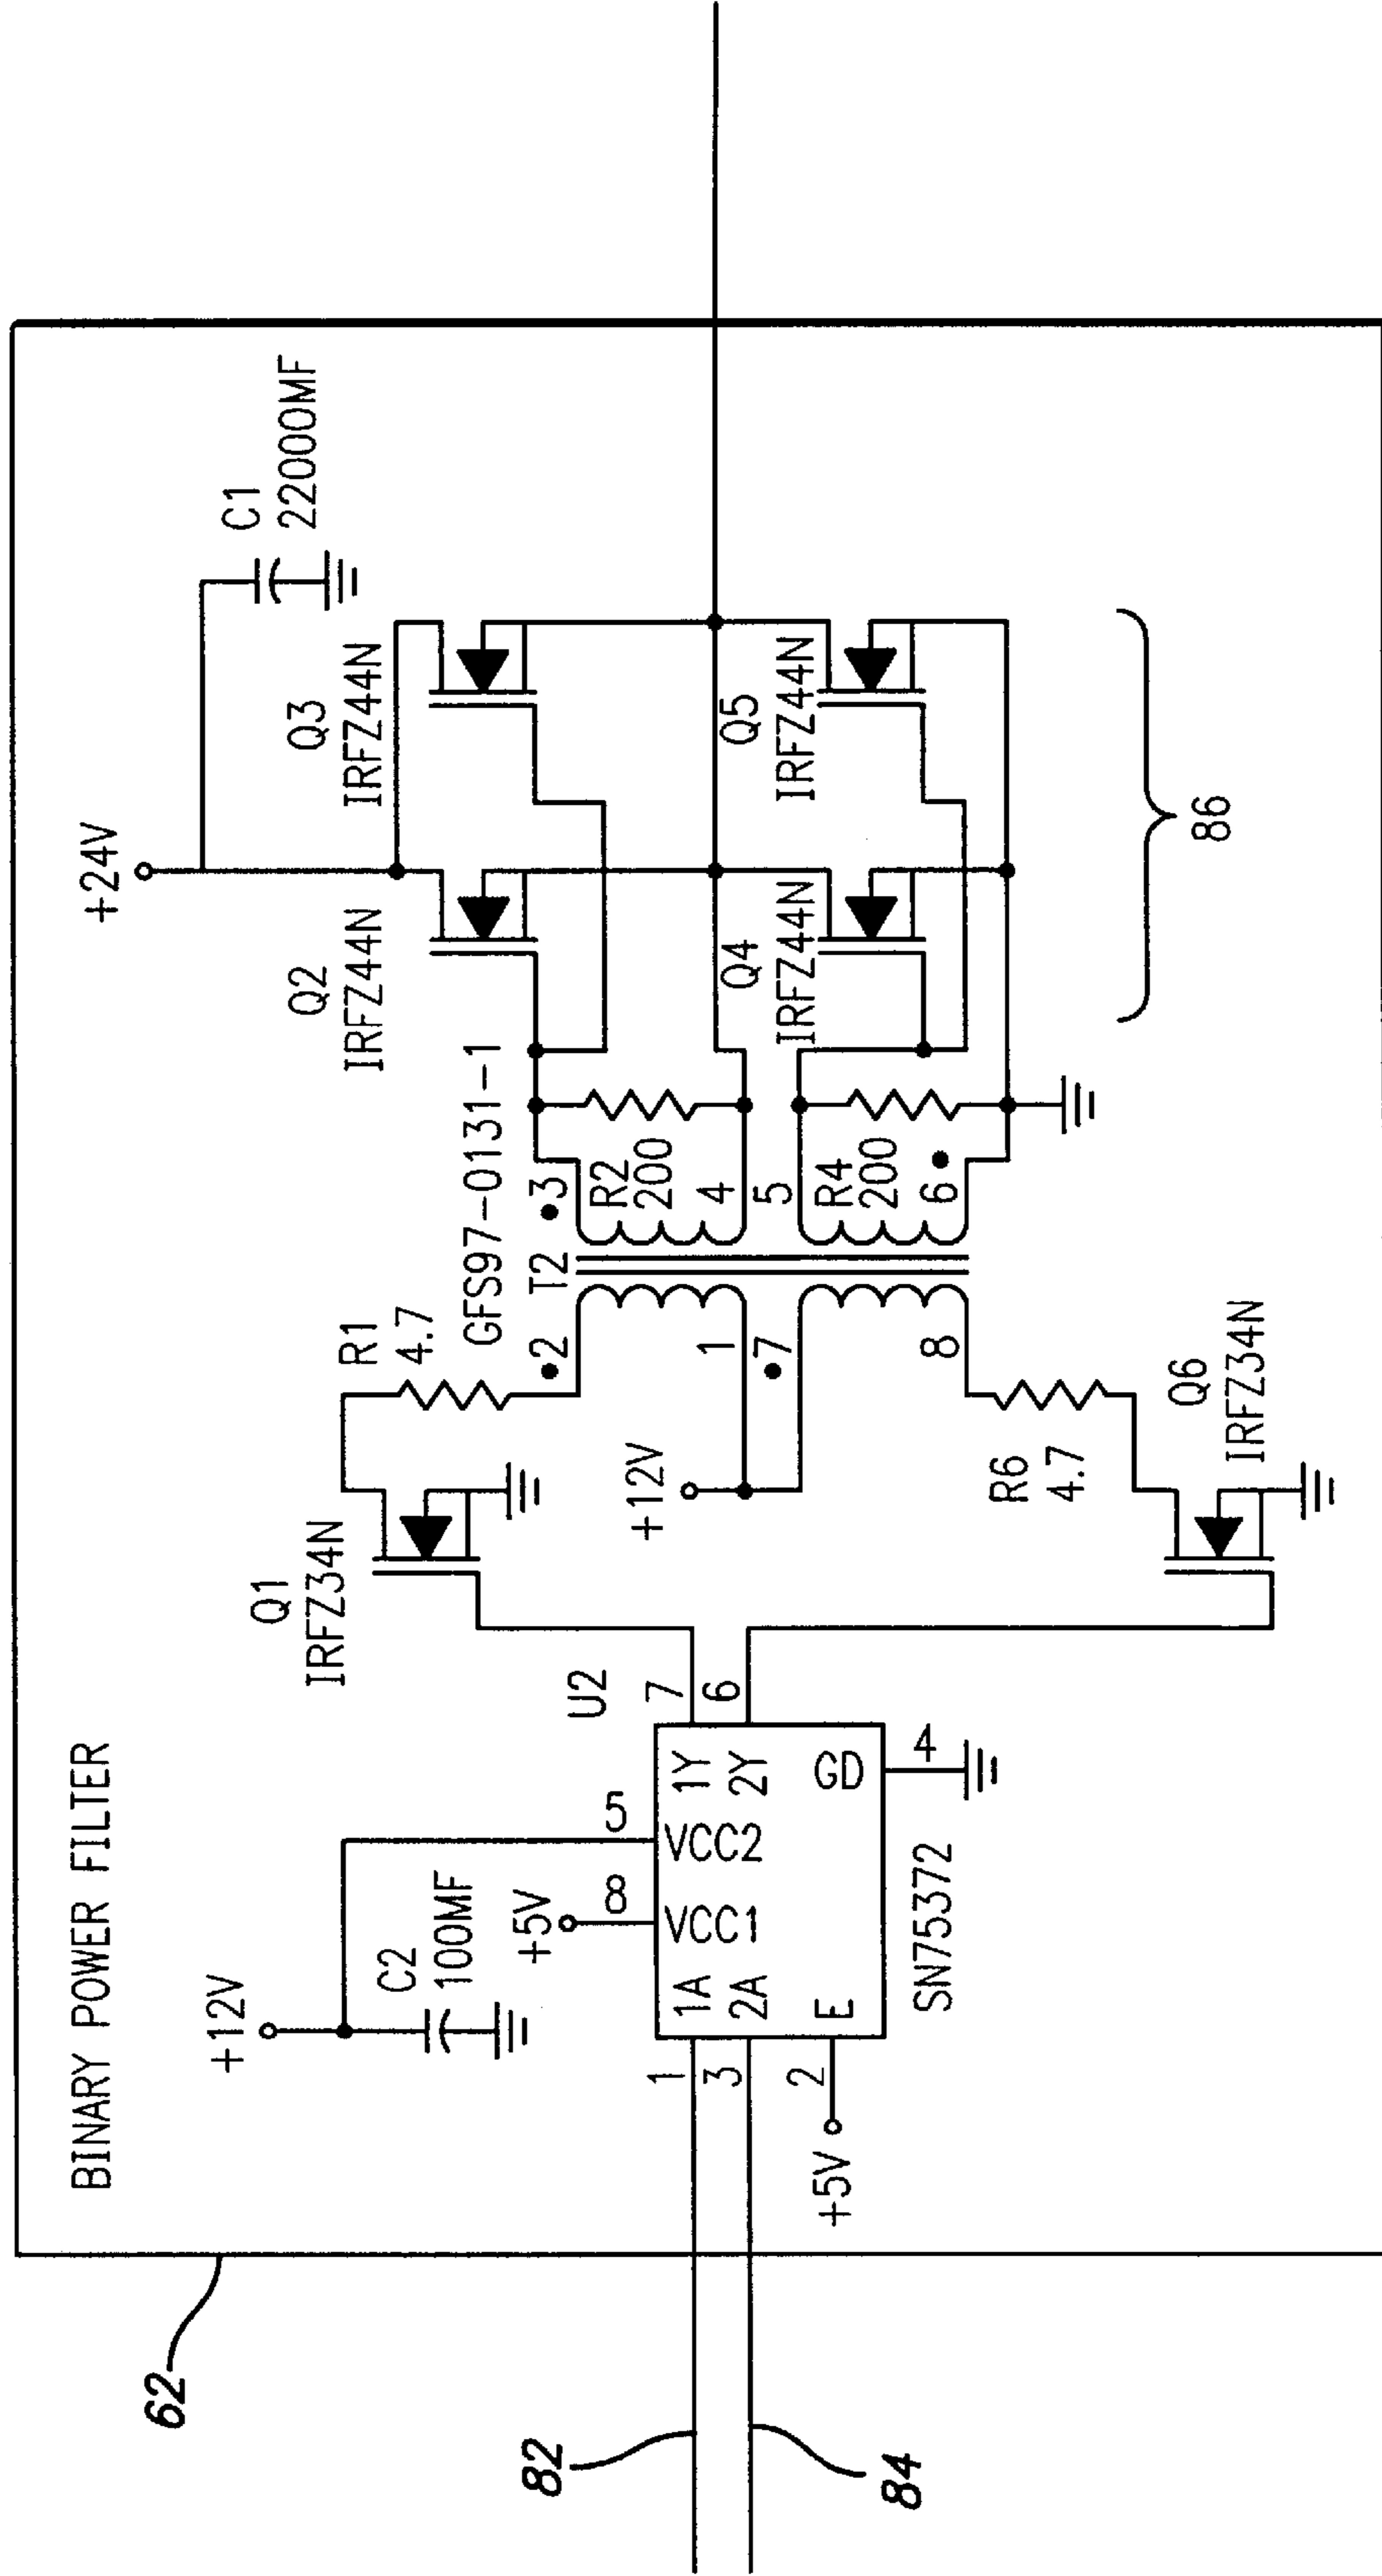 BINARY POWER FILTER
62
82
84
+12V
C2
100MF
+5V
8
5
VCC1
VCC2
1
3
2
+5V
1A
2A
E
1Y
2Y
GD
7
6
4
U2
SN75372
Q1
IRFZ34N
R1
4.7
+12V
R6
4.7
Q6
IRFZ34N
GFS97-0131-1
T2
2
1
7
8
3
4
5
6
R2
200
R4
200
+24V
C1
22000MF
Q2
IRFZ44N
Q3
IRFZ44N
Q4
IRFZ44N
Q5
IRFZ44N
86